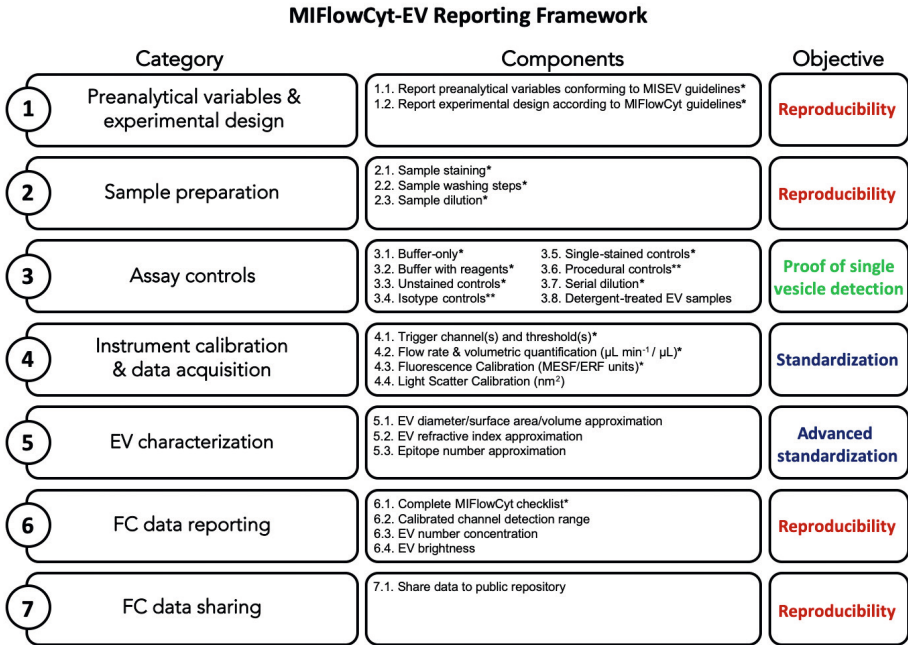 MIFlowCyt-EV Reporting Framework
Category
Components
Objective
1
Preanalytical variables &
experimental design
1.1. Report preanalytical variables conforming to MISEV guidelines*
1.2. Report experimental design according to MIFlowCyt guidelines*
Reproducibility
2
Sample preparation
2.1. Sample staining*
2.2. Sample washing steps*
2.3. Sample dilution*
Reproducibility
3
Assay controls
3.1. Buffer-only*
3.2. Buffer with reagents*
3.3. Unstained controls*
3.4. Isotype controls**
3.5. Single-stained controls*
3.6. Procedural controls**
3.7. Serial dilution*
3.8. Detergent-treated EV samples
Proof of single
vesicle detection
4
Instrument calibration
& data acquisition
4.1. Trigger channel(s) and threshold(s)*
4.2. Flow rate & volumetric quantification (µL min⁻¹ / µL)*
4.3. Fluorescence Calibration (MESF/ERF units)*
4.4. Light Scatter Calibration (nm²)
Standardization
5
EV characterization
5.1. EV diameter/surface area/volume approximation
5.2. EV refractive index approximation
5.3. Epitope number approximation
Advanced
standardization
6
FC data reporting
6.1. Complete MIFlowCyt checklist*
6.2. Calibrated channel detection range
6.3. EV number concentration
6.4. EV brightness
Reproducibility
7
FC data sharing
7.1. Share data to public repository
Reproducibility